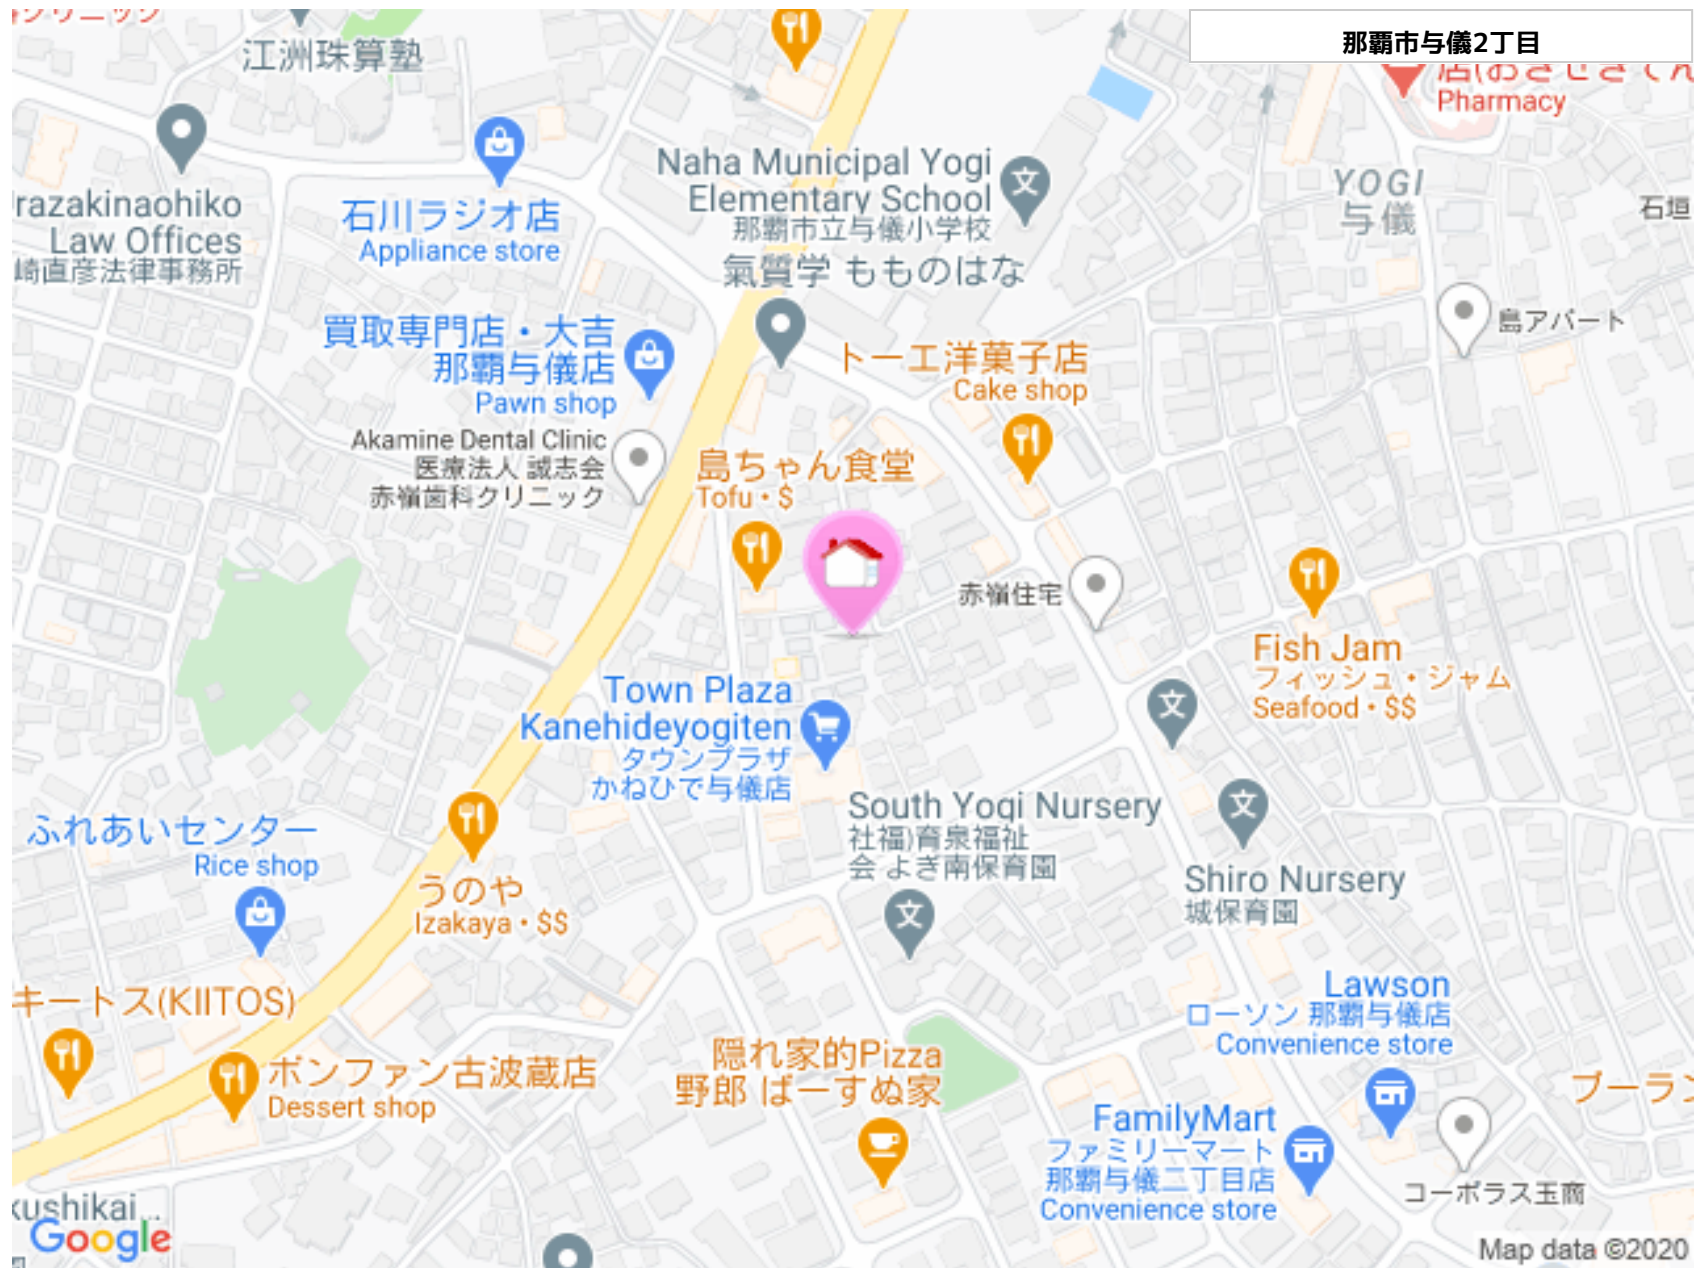 那覇市与儀2丁目
江洲珠算塾
Pharmacy
Naha Municipal Yogi
Elementary School
那覇市立与儀小学校
YOGI
与儀
石垣
razakinaohiko
Law Offices
崎直彦法律事務所
石川ラジオ店
Appliance store
氣質学 もものはな
買取専門店・大吉
那覇与儀店
Pawn shop
島アパート
トーエ洋菓子店
Cake shop
Akamine Dental Clinic
医療法人 誠志会
赤嶺歯科クリニック
島ちゃん食堂
Tofu・$
赤嶺住宅
Fish Jam
フィッシュ・ジャム
Seafood・$$
Town Plaza
Kanehideyogiten
タウンプラザ
かねひで与儀店
South Yogi Nursery
社福)育泉福祉
会 よぎ南保育園
ふれあいセンター
Rice shop
うのや
Izakaya・$$
Shiro Nursery
城保育園
キートス(KIITOS)
Lawson
ローソン 那覇与儀店
Convenience store
ボンファン古波蔵店
Dessert shop
隠れ家的Pizza
野郎 ばーすぬ家
ブーラン
FamilyMart
ファミリーマート
那覇与儀二丁目店
Convenience store
コーポラス玉商
kushikai...
Google
Map data ©2020